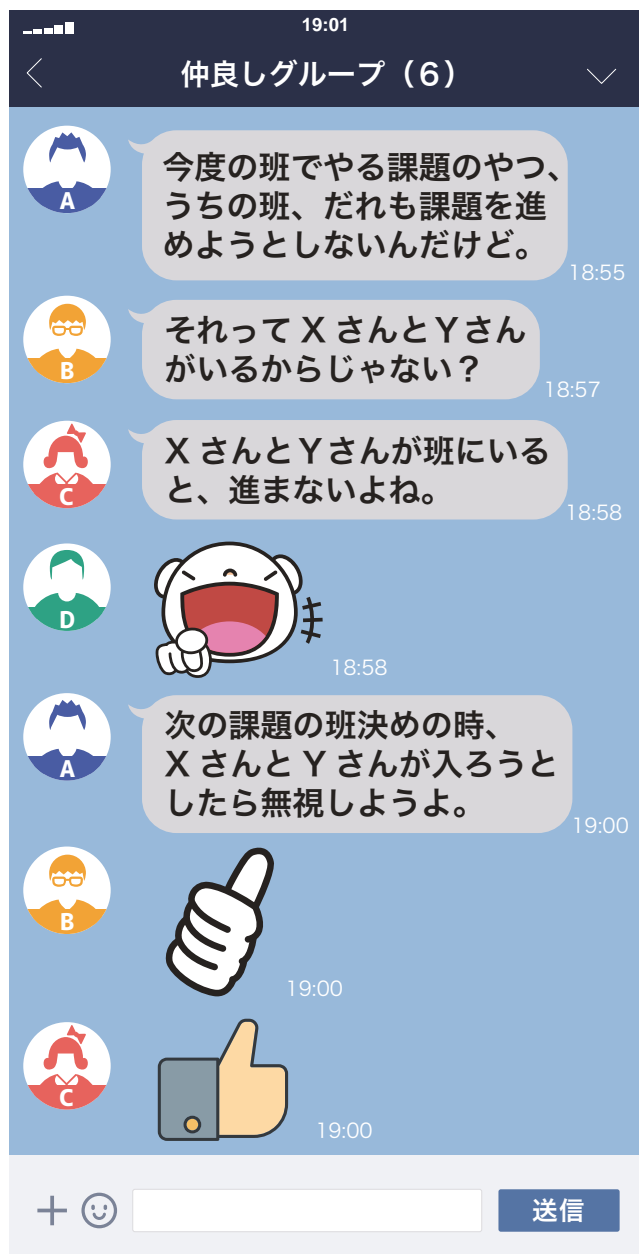 19:01
仲良しグループ（6）
A
今度の班でやる課題のやつ、
うちの班、だれも課題を進
めようとしないんだけど。
18:55
B
それって X さんとYさん
がいるからじゃない？
18:57
C
X さんとYさんが班にいる
と、進まないよね。
18:58
D
18:58
A
次の課題の班決めの時、
X さんと Y さんが入ろうと
したら無視しようよ。
19:00
B
19:00
C
19:00
送信